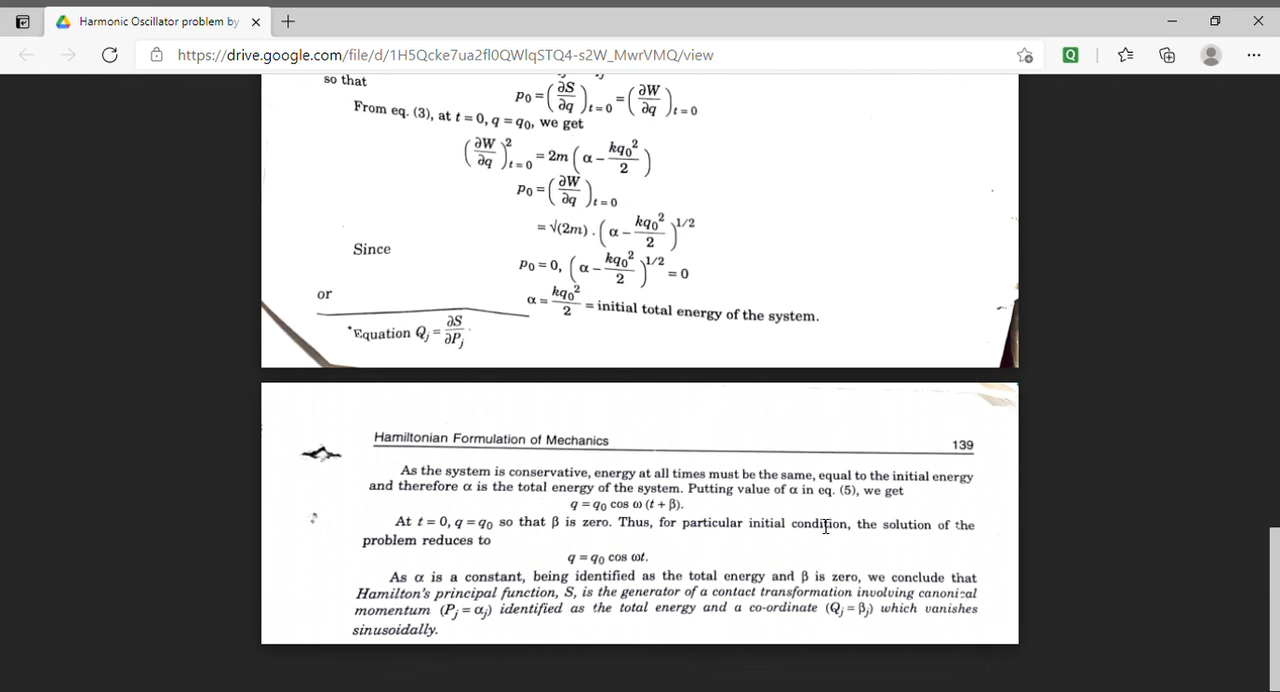 Harmonic Oscillator problem by
https://drive.google.com/file/d/1H5Qcke7ua2fl0QWlqSTQ4-s2W_MwrVMQ/view
so that
p₀ = (∂S/∂q)ₜ₌₀ = (∂W/∂q)ₜ₌₀
From eq. (3), at t = 0, q = q₀, we get
(∂W/∂q)²ₜ₌₀ = 2m (α − kq₀²/2)
p₀ = (∂W/∂q)ₜ₌₀
= √(2m) . (α − kq₀²/2)^1/2
Since
p₀ = 0, (α − kq₀²/2)^1/2 = 0
or
α = kq₀²/2 = initial total energy of the system.
*Equation Qⱼ = ∂S/∂Pⱼ .
Hamiltonian Formulation of Mechanics 139
As the system is conservative, energy at all times must be the same, equal to the initial energy
and therefore α is the total energy of the system. Putting value of α in eq. (5), we get
q = q₀ cos ω (t + β).
At t = 0, q = q₀ so that β is zero. Thus, for particular initial condition, the solution of the
problem reduces to
q = q₀ cos ωt.
As α is a constant, being identified as the total energy and β is zero, we conclude that
Hamilton's principal function, S, is the generator of a contact transformation involving canonical
momentum (Pⱼ = αⱼ) identified as the total energy and a co-ordinate (Qⱼ = βⱼ) which vanishes
sinusoidally.